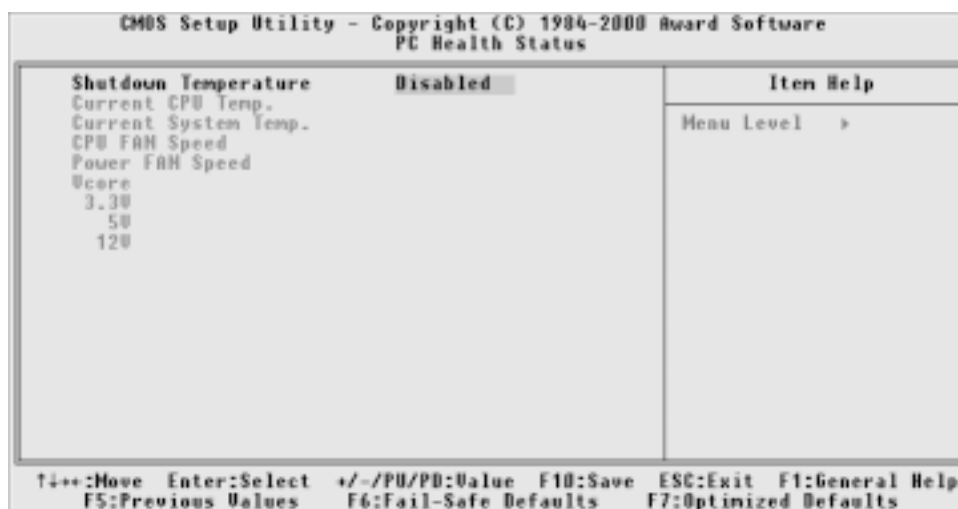 CMOS Setup Utility - Copyright (C) 1984-2000 Award Software
PC Health Status
Shutdown Temperature Disabled
Current CPU Temp.
Current System Temp.
CPU FAN Speed
Power FAN Speed
Vcore
3.3V
5V
12V
Item Help
Menu Level ▸
↑↓→←:Move Enter:Select +/-/PU/PD:Value F10:Save ESC:Exit F1:General Help
F5:Previous Values F6:Fail-Safe Defaults F7:Optimized Defaults